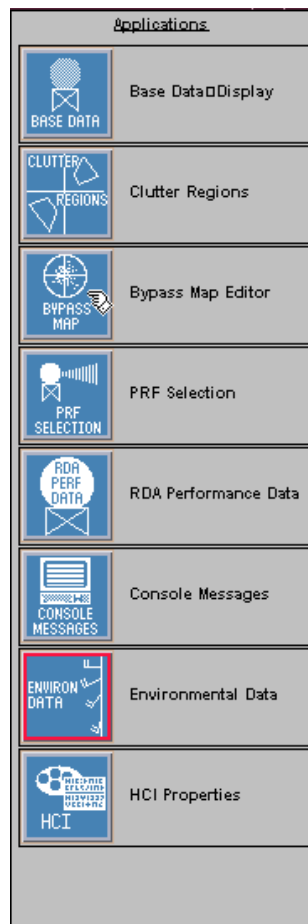 Applications
BASE DATA
Base Data□Display
CLUTTER
REGIONS
Clutter Regions
BYPASS
MAP
Bypass Map Editor
PRF
SELECTION
PRF Selection
RDA
PERF
DATA
RDA Performance Data
CONSOLE
MESSAGES
Console Messages
ENVIRON
DATA
Environmental Data
HCI
HCI Properties